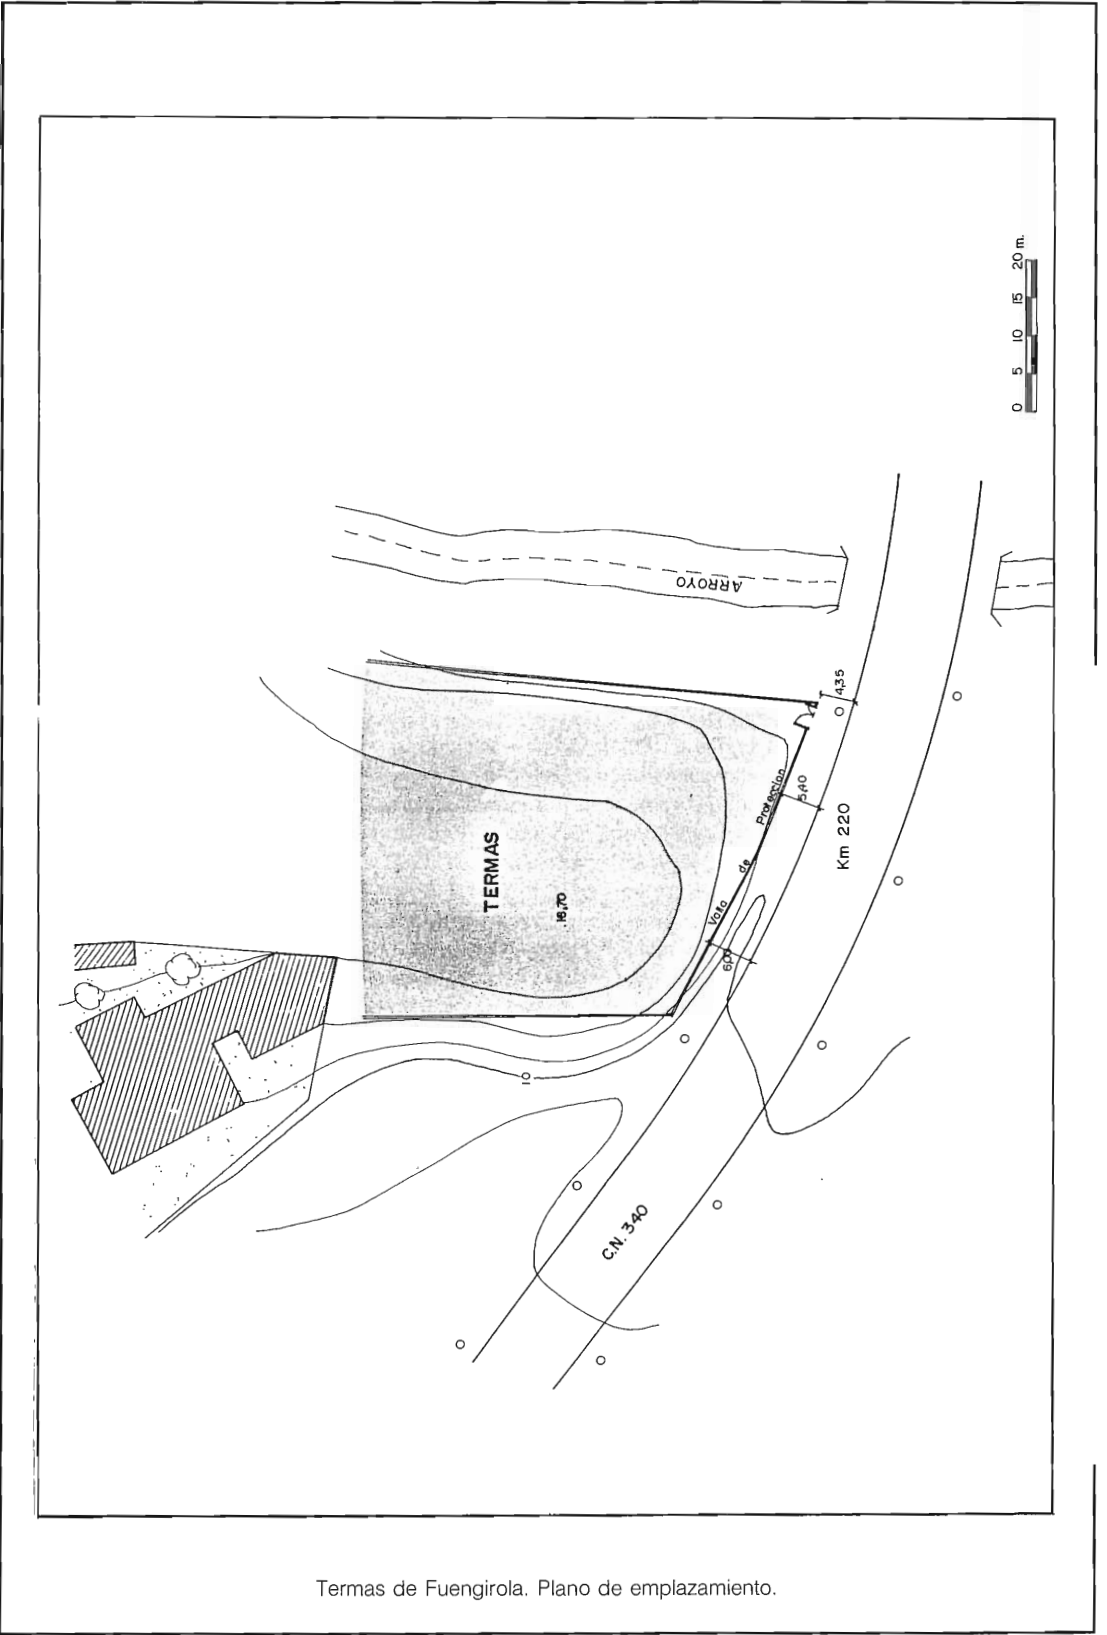 0 5 10 15 20 m.
ARROYO
4,35
TERMAS
16,70
Valla de Proteccion
5,40
6,00
Km 220
10
C.N. 340
Termas de Fuengirola. Plano de emplazamiento.